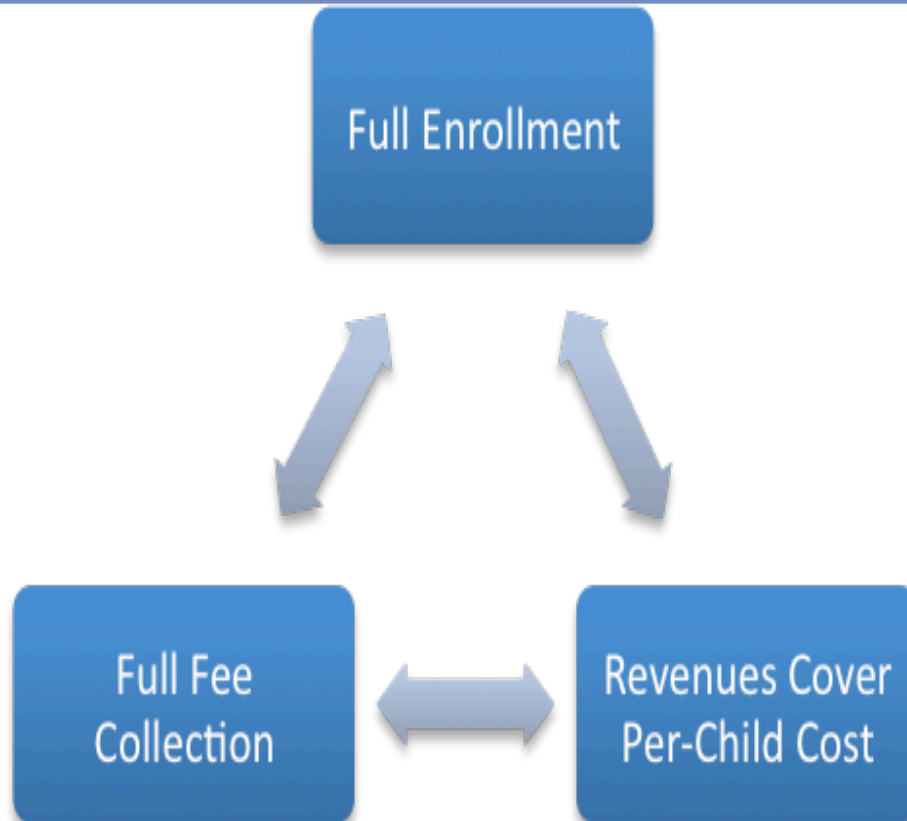 Full Enrollment
Full Fee
Collection
Revenues Cover
Per-Child Cost